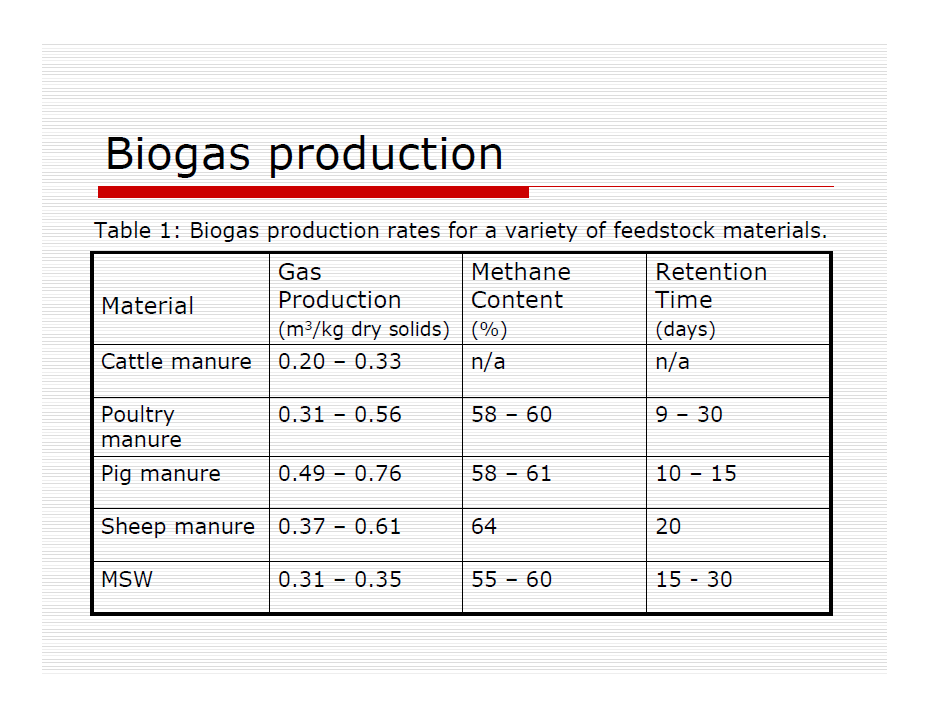 Biogas production
Table 1: Biogas production rates for a variety of feedstock materials.
Material
Gas
Production
(m³/kg dry solids)
Methane
Content
(%)
Retention
Time
(days)
Cattle manure 0.20 – 0.33 n/a n/a
Poultry
manure
0.31 – 0.56 58 – 60 9 – 30
Pig manure 0.49 – 0.76 58 – 61 10 – 15
Sheep manure 0.37 – 0.61 64 20
MSW 0.31 – 0.35 55 – 60 15 - 30